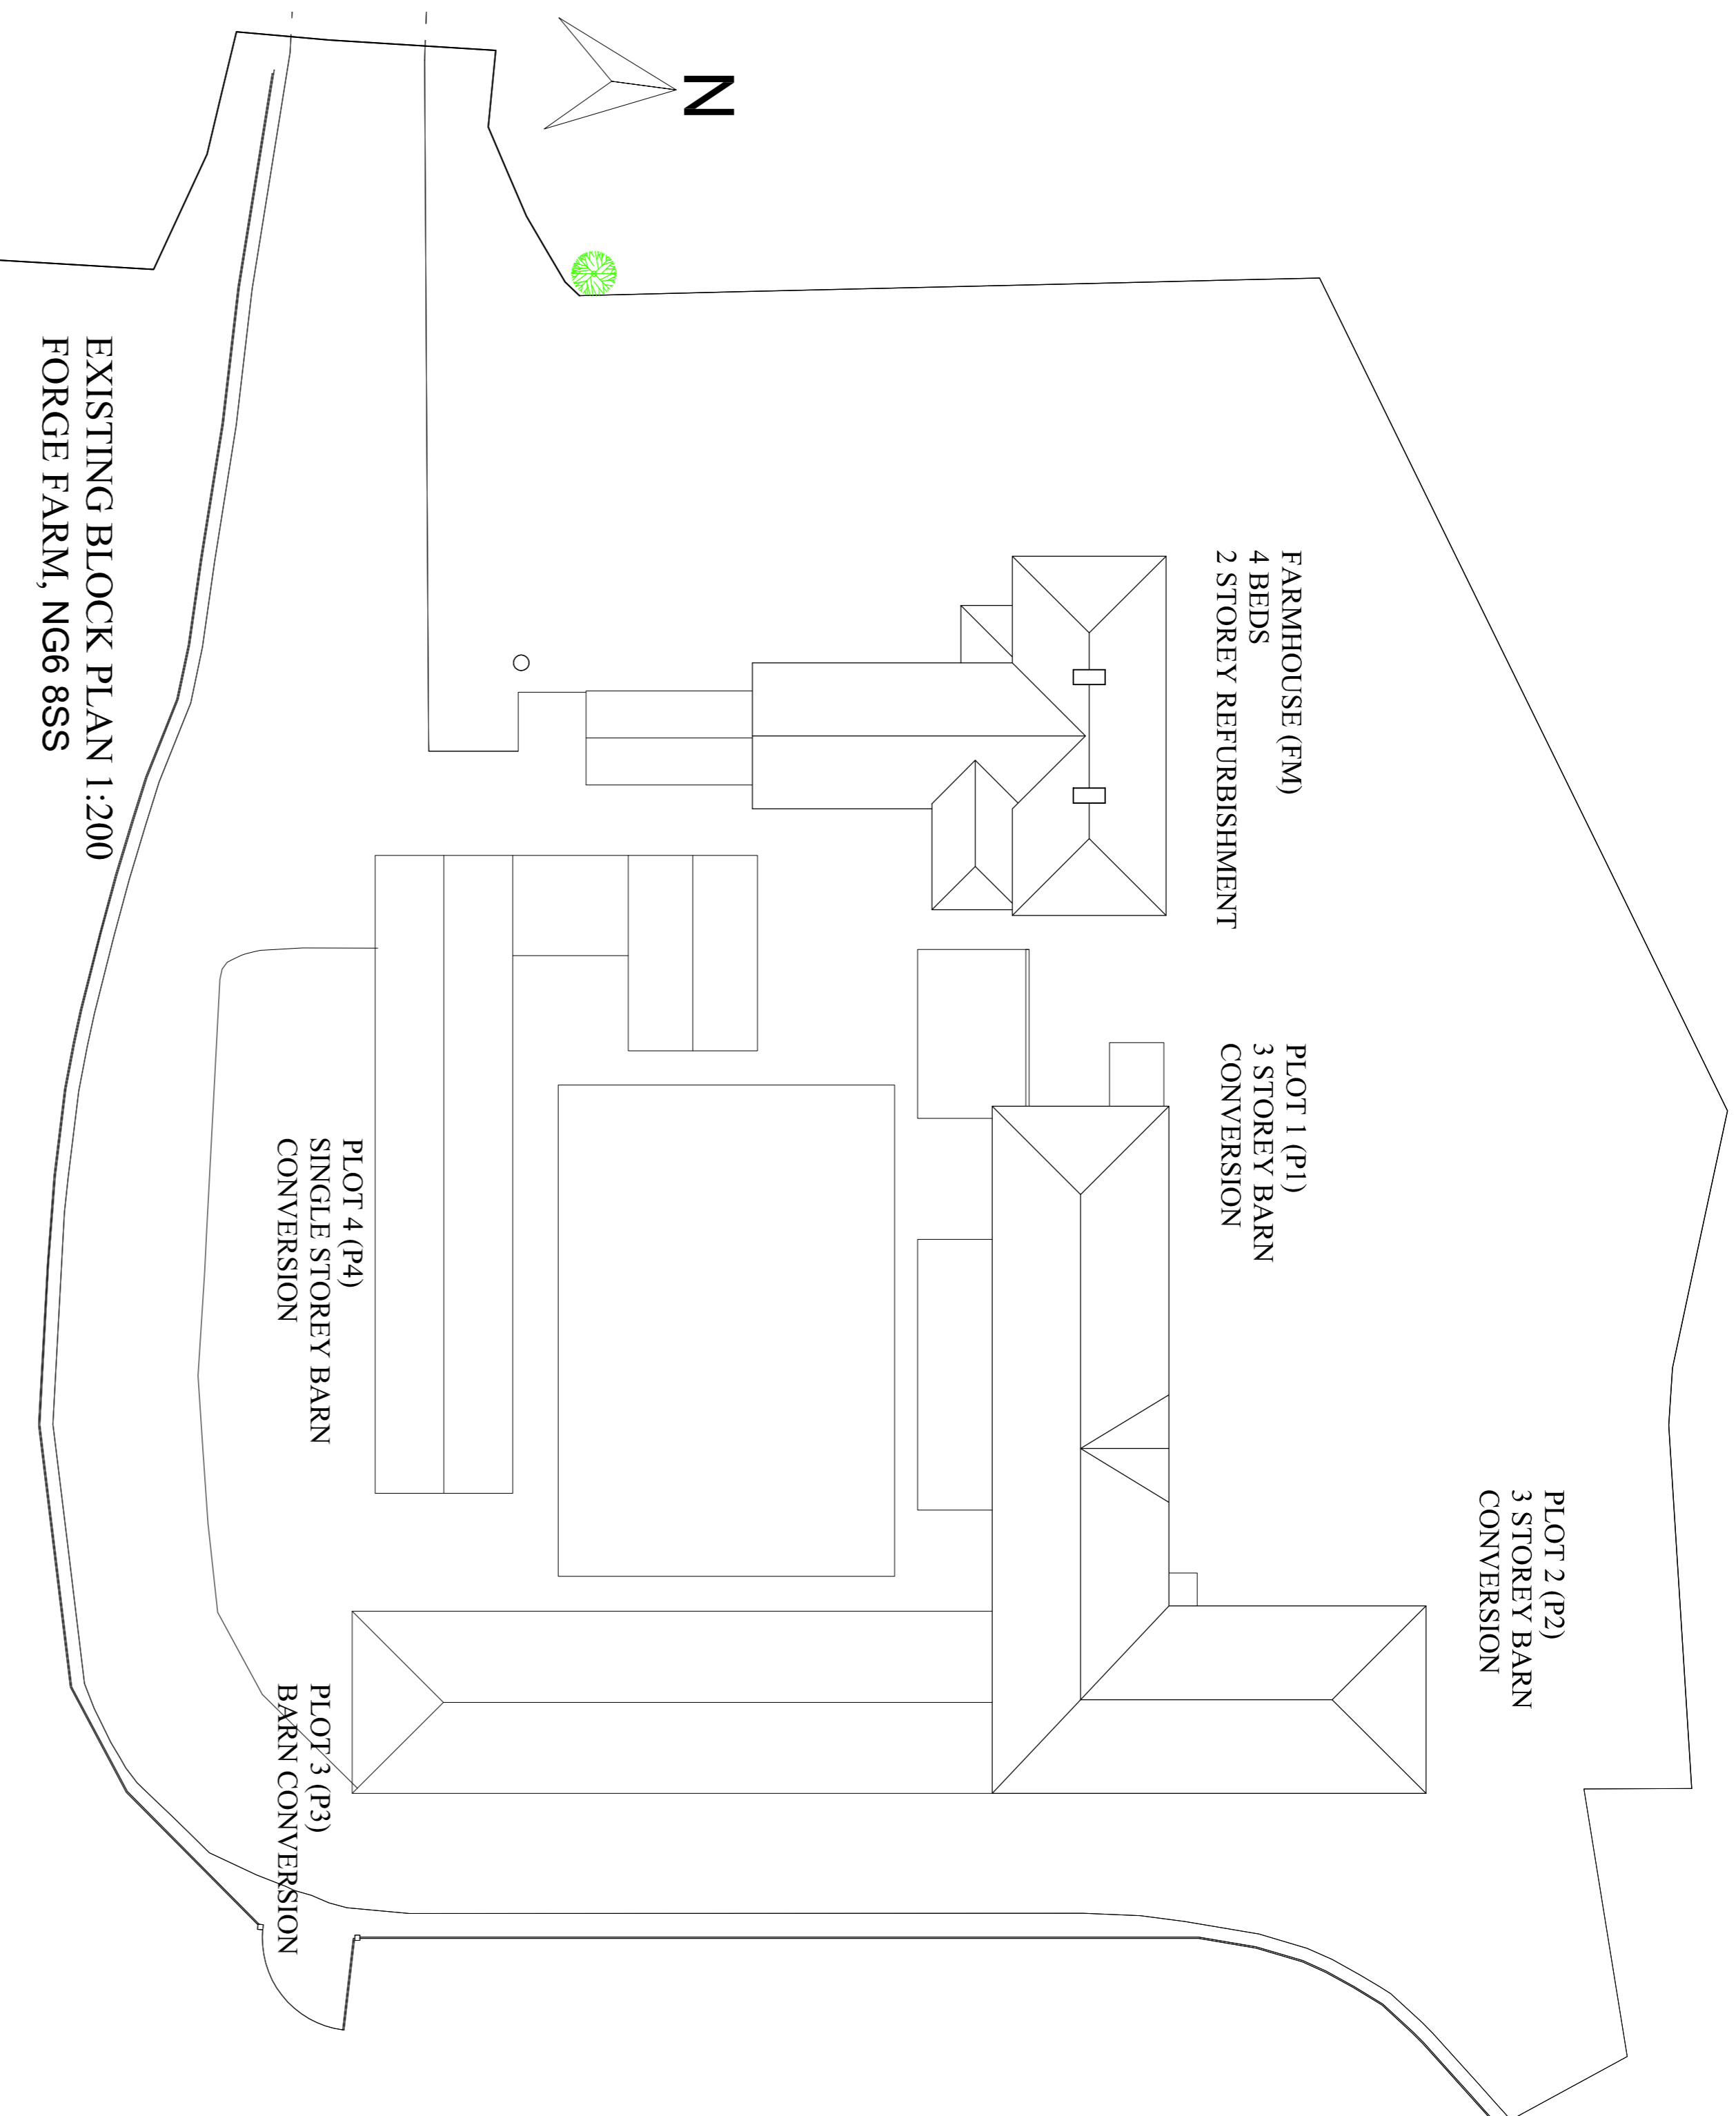 N
FARMHOUSE (FM)
4 BEDS
2 STOREY REFURBISHMENT
PLOT 1 (P1)
3 STOREY BARN
CONVERSION
PLOT 2 (P2)
3 STOREY BARN
CONVERSION
PLOT 4 (P4)
SINGLE STOREY BARN
CONVERSION
PLOT 3 (P3)
BARN CONVERSION
EXISTING BLOCK PLAN 1:200
FORGE FARM, NG6 8SS